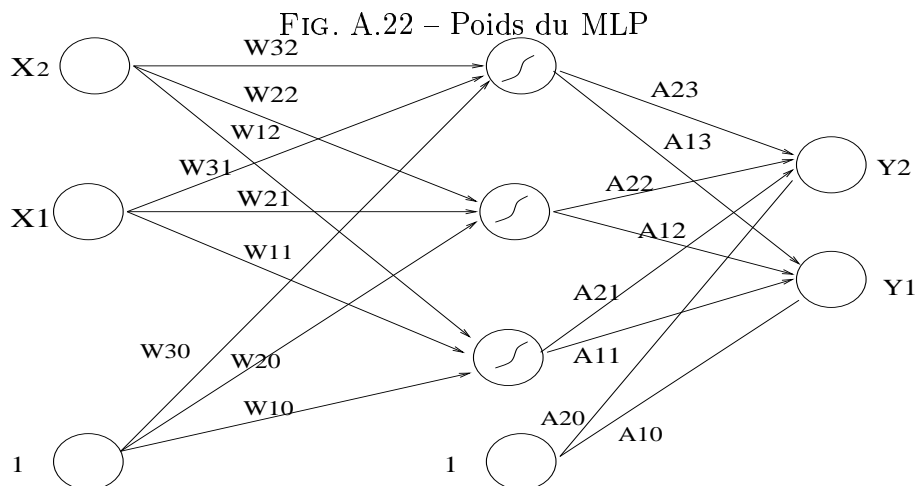 FIG. A.22 – Poids du MLP
W32
X2
A23
W22
W12
A13
W31
A22
Y2
W21
X1
A12
W11
A21
Y1
W30
W20
A11
W10
A20
A10
1
1